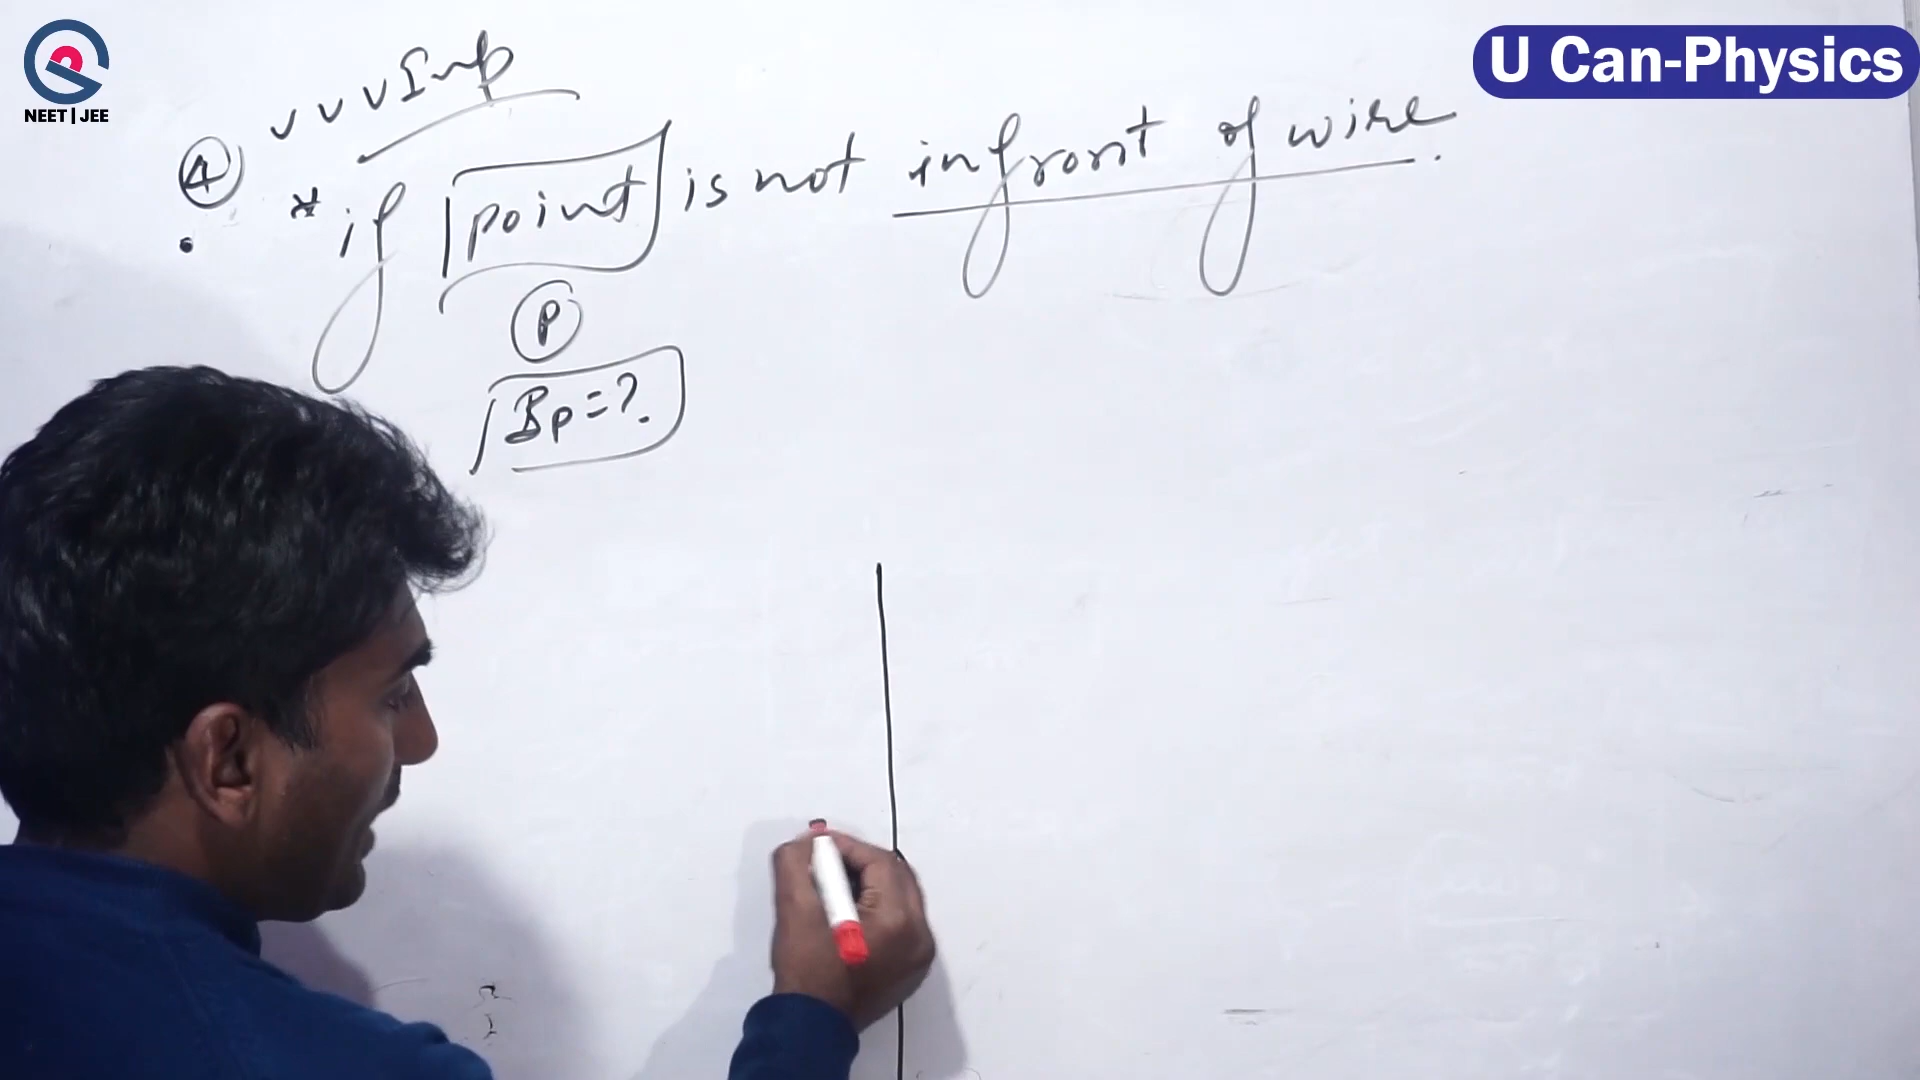 U Can-Physics
NEET|JEE
vvv Imp
4
* if point is not infront of wire.
P
Bp=?